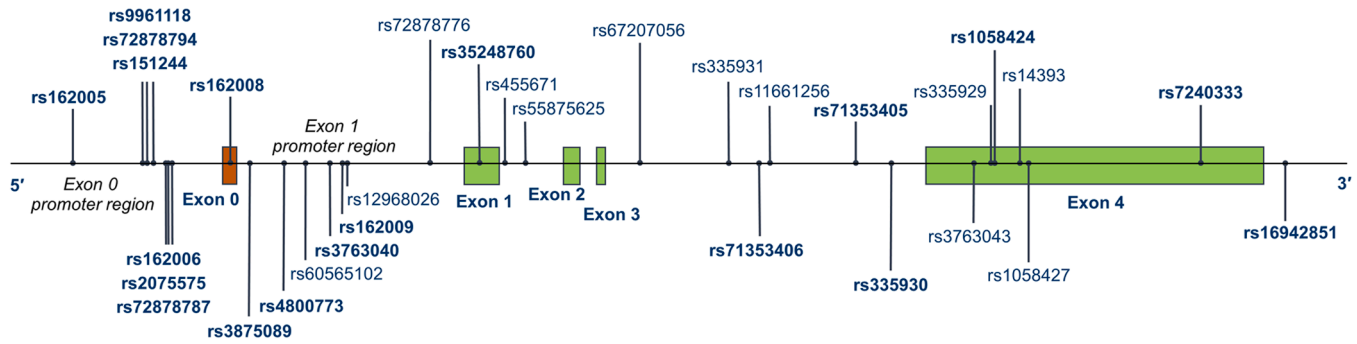 rs9961118
rs72878794
rs151244
rs162005
rs162008
Exon 1
promoter region
rs72878776
rs35248760
rs455671
rs55875625
rs67207056
rs335931
rs11661256
rs71353405
rs335929
rs1058424
rs14393
rs7240333
5′
3′
Exon 0
promoter region
Exon 0
Exon 1
Exon 2
Exon 3
Exon 4
rs162006
rs2075575
rs72878787
rs3875089
rs4800773
rs60565102
rs3763040
rs162009
rs12968026
rs71353406
rs335930
rs3763043
rs1058427
rs16942851